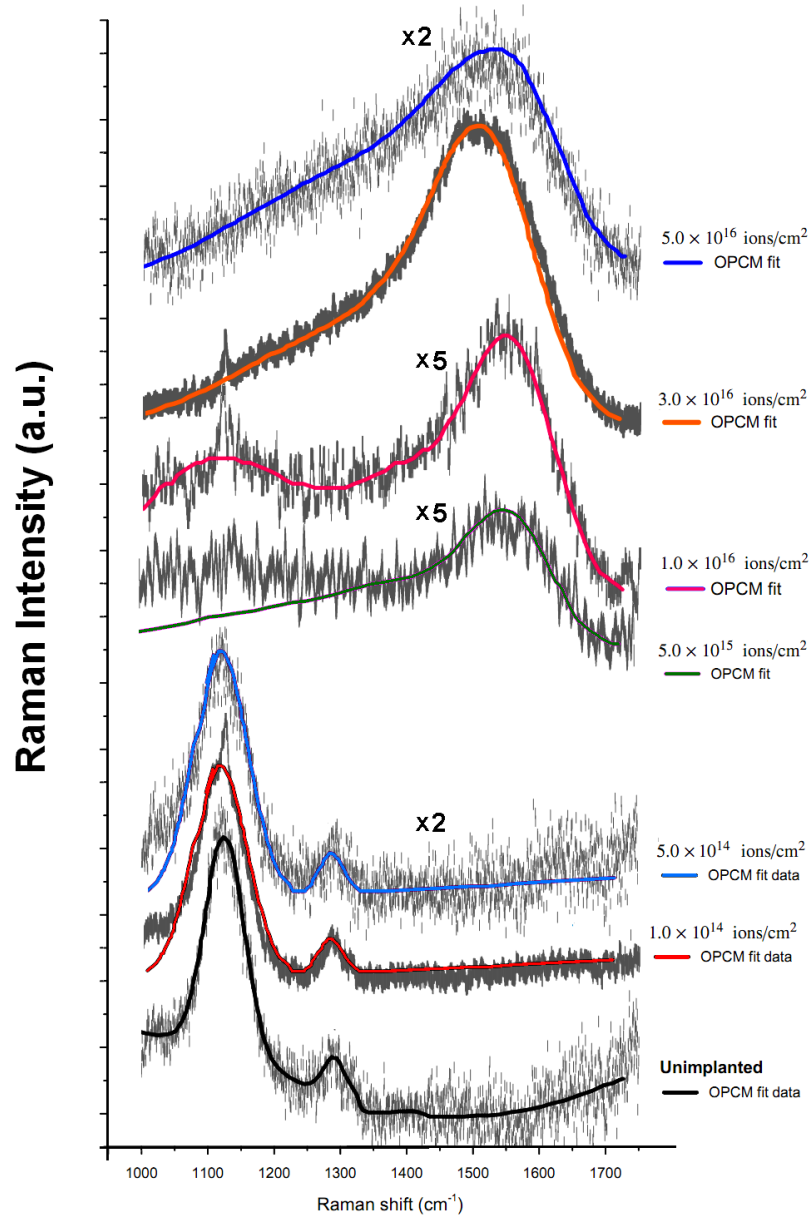 x2
5.0 × 10¹⁶ ions/cm²
OPCM fit
x5
3.0 × 10¹⁶ ions/cm²
OPCM fit
x5
1.0 × 10¹⁶ ions/cm²
OPCM fit
5.0 × 10¹⁵ ions/cm²
OPCM fit
x2
5.0 × 10¹⁴ ions/cm²
OPCM fit data
1.0 × 10¹⁴ ions/cm²
OPCM fit data
Unimplanted
OPCM fit data
Raman Intensity (a.u.)
1000 1100 1200 1300 1400 1500 1600 1700
Raman shift (cm⁻¹)